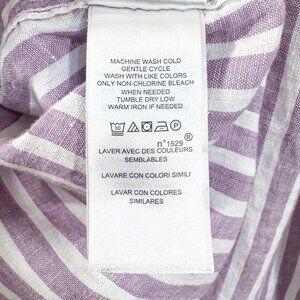 MACHINE WASH COLD
GENTLE CYCLE
WASH WITH LIKE COLORS
ONLY NON-CHLORINE BLEACH
WHEN NEEDED
TUMBLE DRY LOW
WARM IRON IF NEEDED
30 P
n°1529 ®
LAVER AVEC DES COULEURS
SEMBLABLES
LAVARE CON COLORI SIMILI
LAVAR CON COLORES
SIMILARES